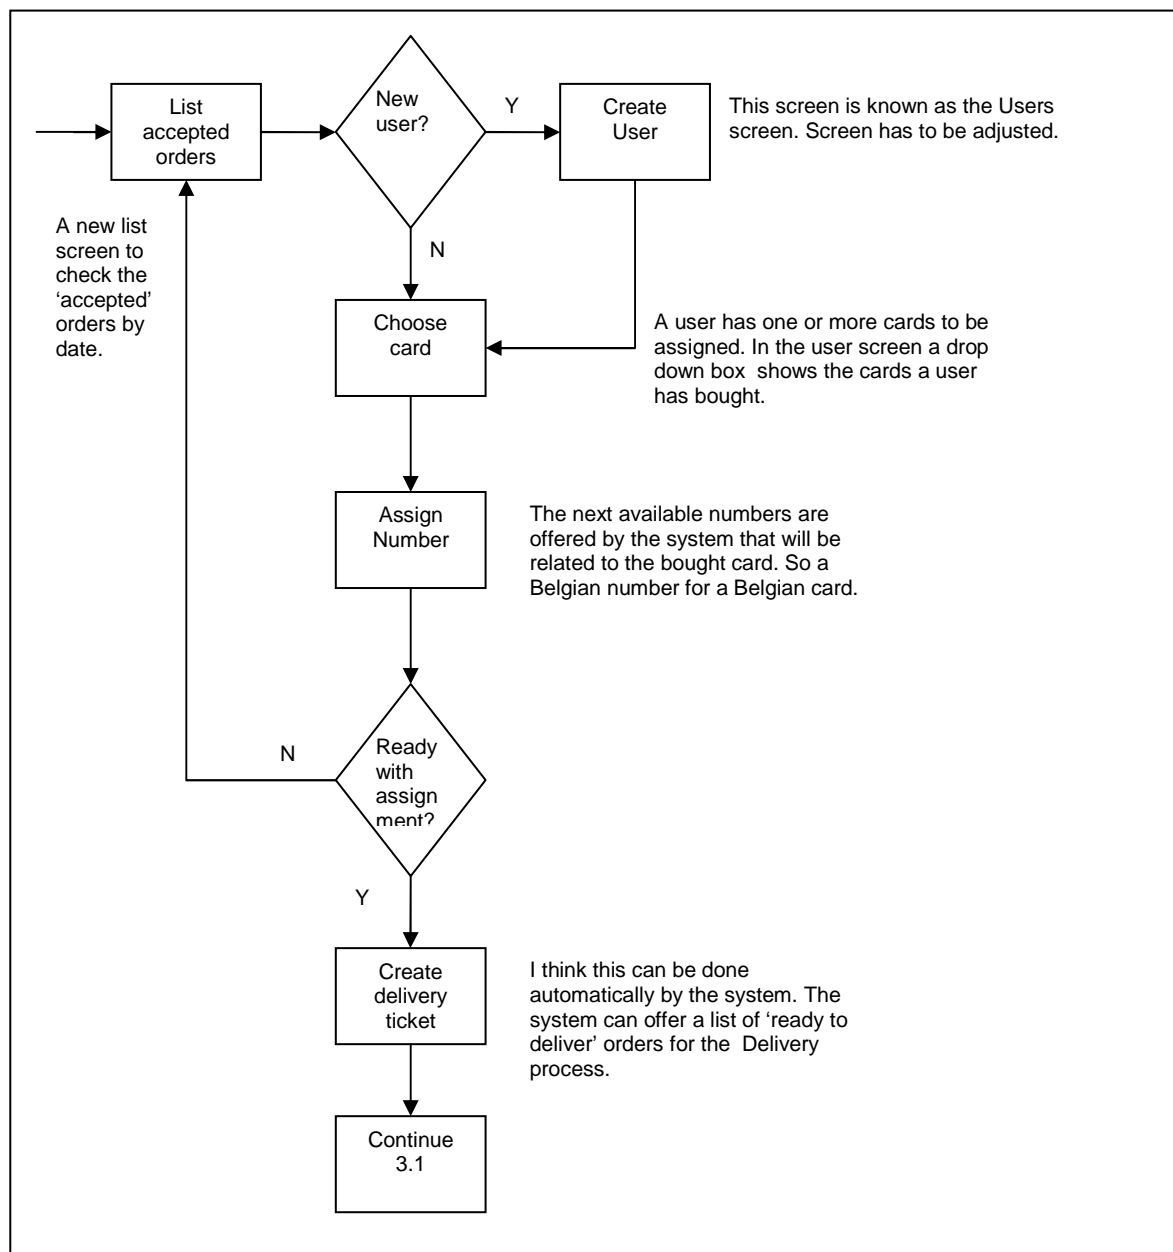 List
accepted
orders
New
user?
Y
Create
User
This screen is known as the Users
screen. Screen has to be adjusted.
A new list
screen to
check the
‘accepted’
orders by
date.
N
Choose
card
A user has one or more cards to be
assigned. In the user screen a drop
down box  shows the cards a user
has bought.
Assign
Number
The next available numbers are
offered by the system that will be
related to the bought card. So a
Belgian number for a Belgian card.
N
Ready
with
assign
ment?
Y
Create
delivery
ticket
I think this can be done
automatically by the system. The
system can offer a list of ‘ready to
deliver’ orders for the  Delivery
process.
Continue
3.1